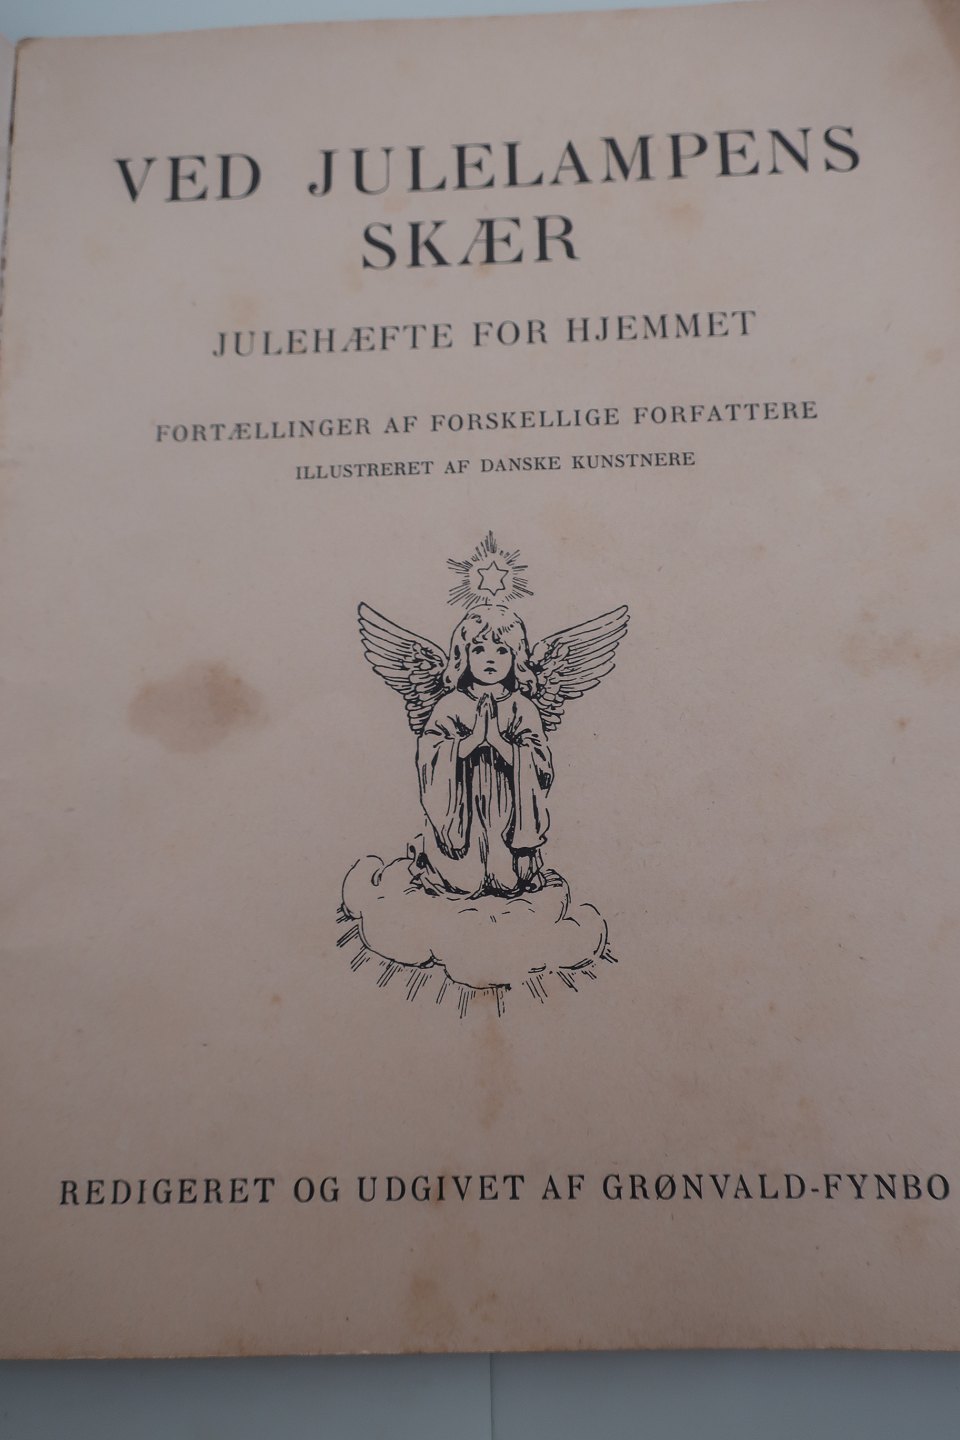 VED JULELAMPENS
SKÆR
JULEHÆFTE FOR HJEMMET
FORTÆLLINGER AF FORSKELLIGE FORFATTERE
ILLUSTRERET AF DANSKE KUNSTNERE
REDIGERET OG UDGIVET AF GRØNVALD-FYNBO